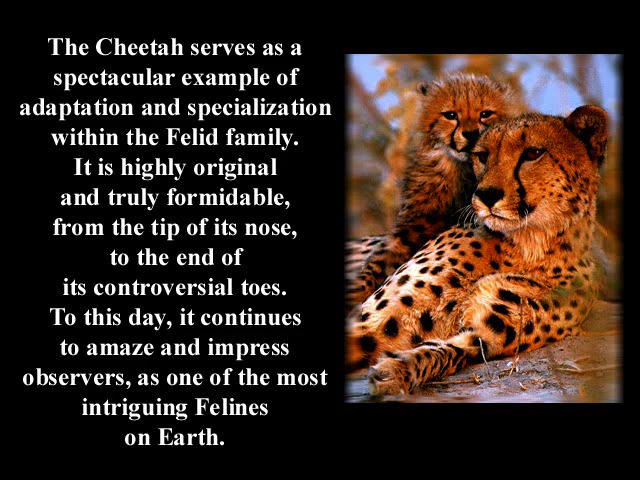 The Cheetah serves as a
spectacular example of
adaptation and specialization
within the Felid family.
It is highly original
and truly formidable,
from the tip of its nose,
to the end of
its controversial toes.
To this day, it continues
to amaze and impress
observers, as one of the most
intriguing Felines
on Earth.